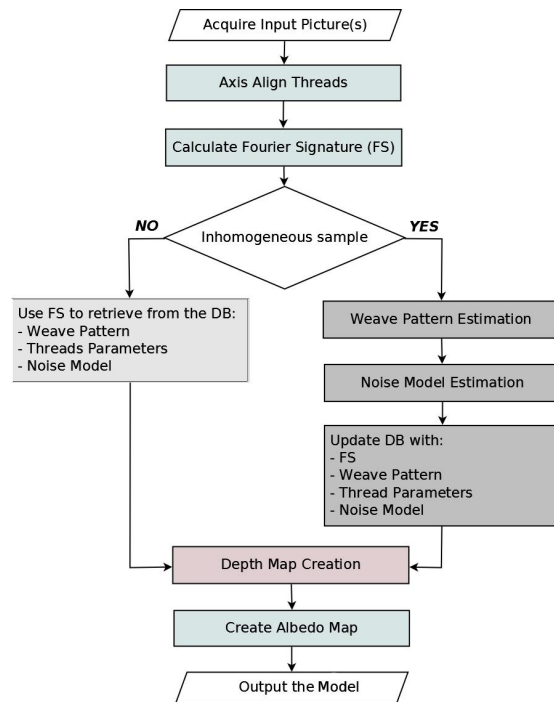 Acquire Input Picture(s)
Axis Align Threads
Calculate Fourier Signature (FS)
Inhomogeneous sample
NO
YES
Use FS to retrieve from the DB:
- Weave Pattern
- Threads Parameters
- Noise Model
Weave Pattern Estimation
Noise Model Estimation
Update DB with:
- FS
- Weave Pattern
- Thread Parameters
- Noise Model
Depth Map Creation
Create Albedo Map
Output the Model